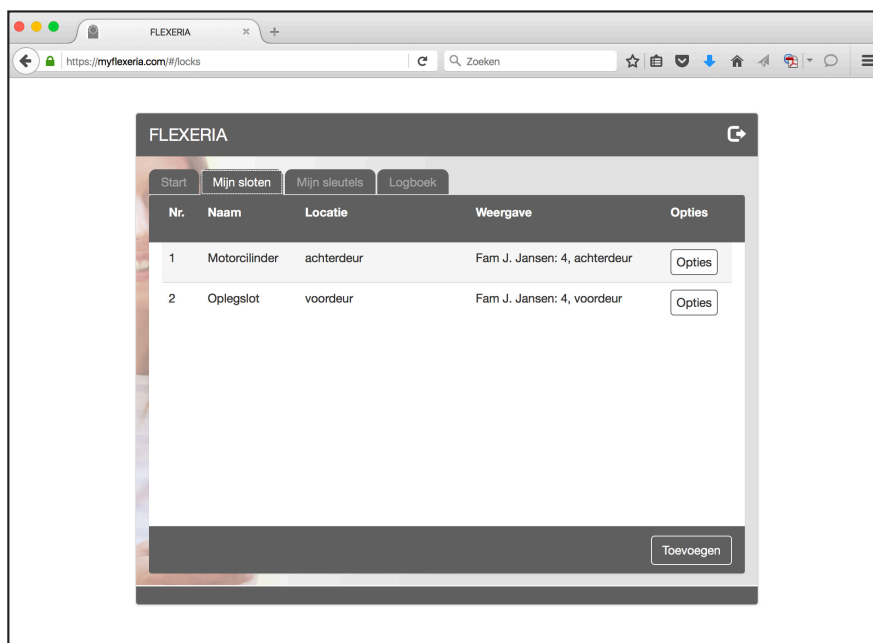 FLEXERIA
https://myflexeria.com/#/locks
Zoeken
FLEXERIA
Start Mijn sloten Mijn sleutels Logboek
Nr. Naam Locatie Weergave Opties
1 Motorcilinder achterdeur Fam J. Jansen: 4, achterdeur Opties
2 Oplegslot voordeur Fam J. Jansen: 4, voordeur Opties
Toevoegen